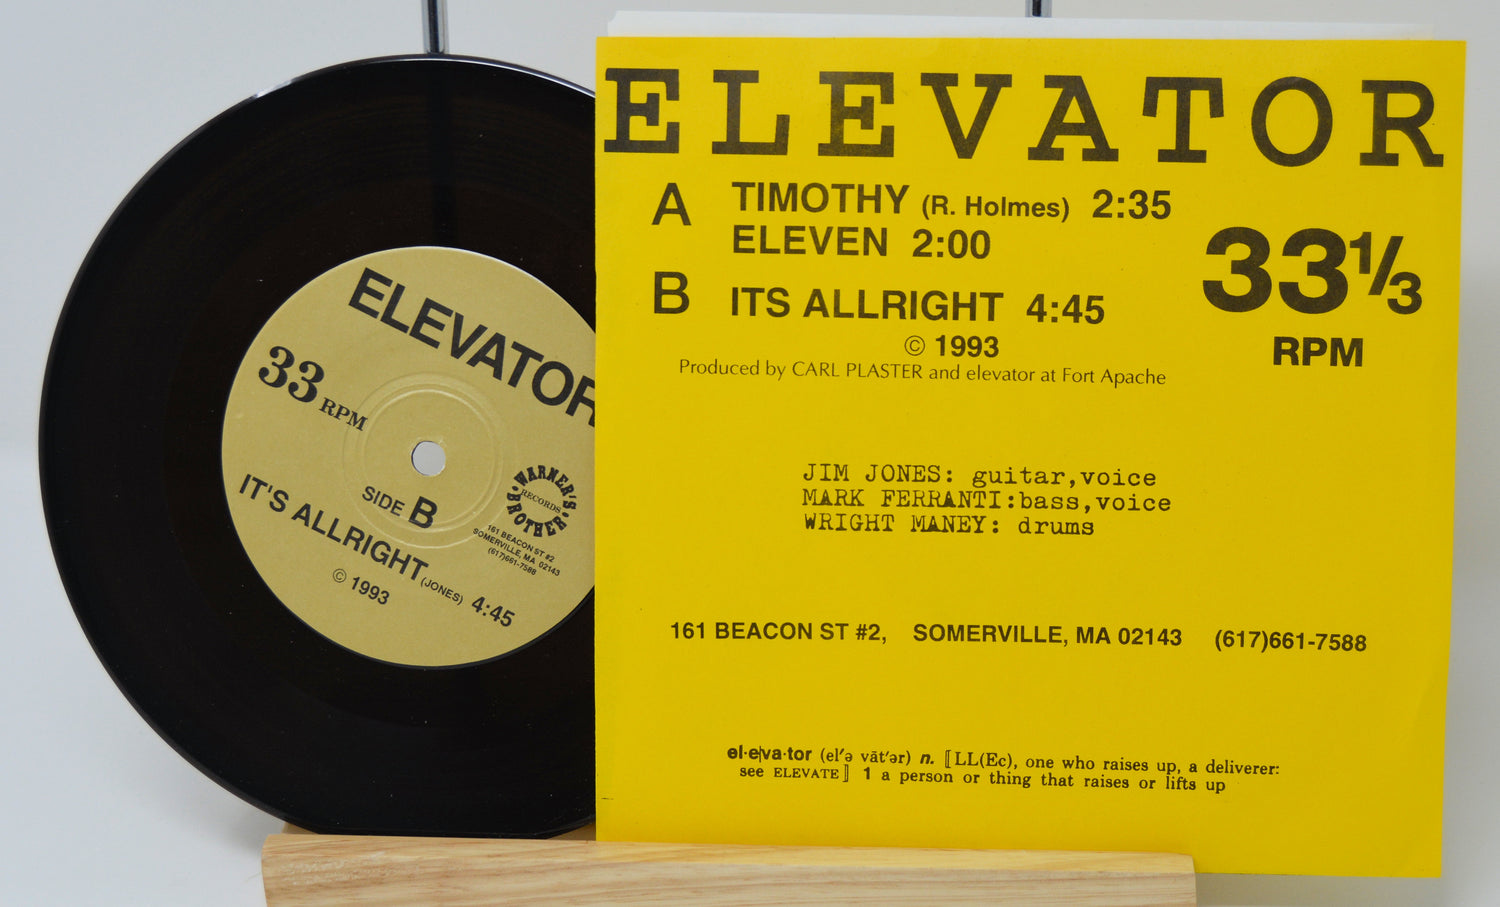 ELEVATOR
33 RPM
WARNER'S
RECORDS
BROTHER
161 BEACON ST #2
SOMERVILLE, MA 02143
(617)661-7588
SIDE B
IT'S ALLRIGHT (JONES) 4:45
© 1993
ELEVATOR
A TIMOTHY (R. Holmes) 2:35
ELEVEN 2:00
B ITS ALLRIGHT 4:45
© 1993
33 1/3
RPM
Produced by CARL PLASTER and elevator at Fort Apache
JIM JONES: guitar,voice
MARK FERRANTI:bass,voice
WRIGHT MANEY: drums
161 BEACON ST #2, SOMERVILLE, MA 02143 (617)661-7588
el·e|va·tor (el′ə vāt′ər) n. ⟦LL(Ec), one who raises up, a deliverer:
see ELEVATE⟧ 1 a person or thing that raises or lifts up